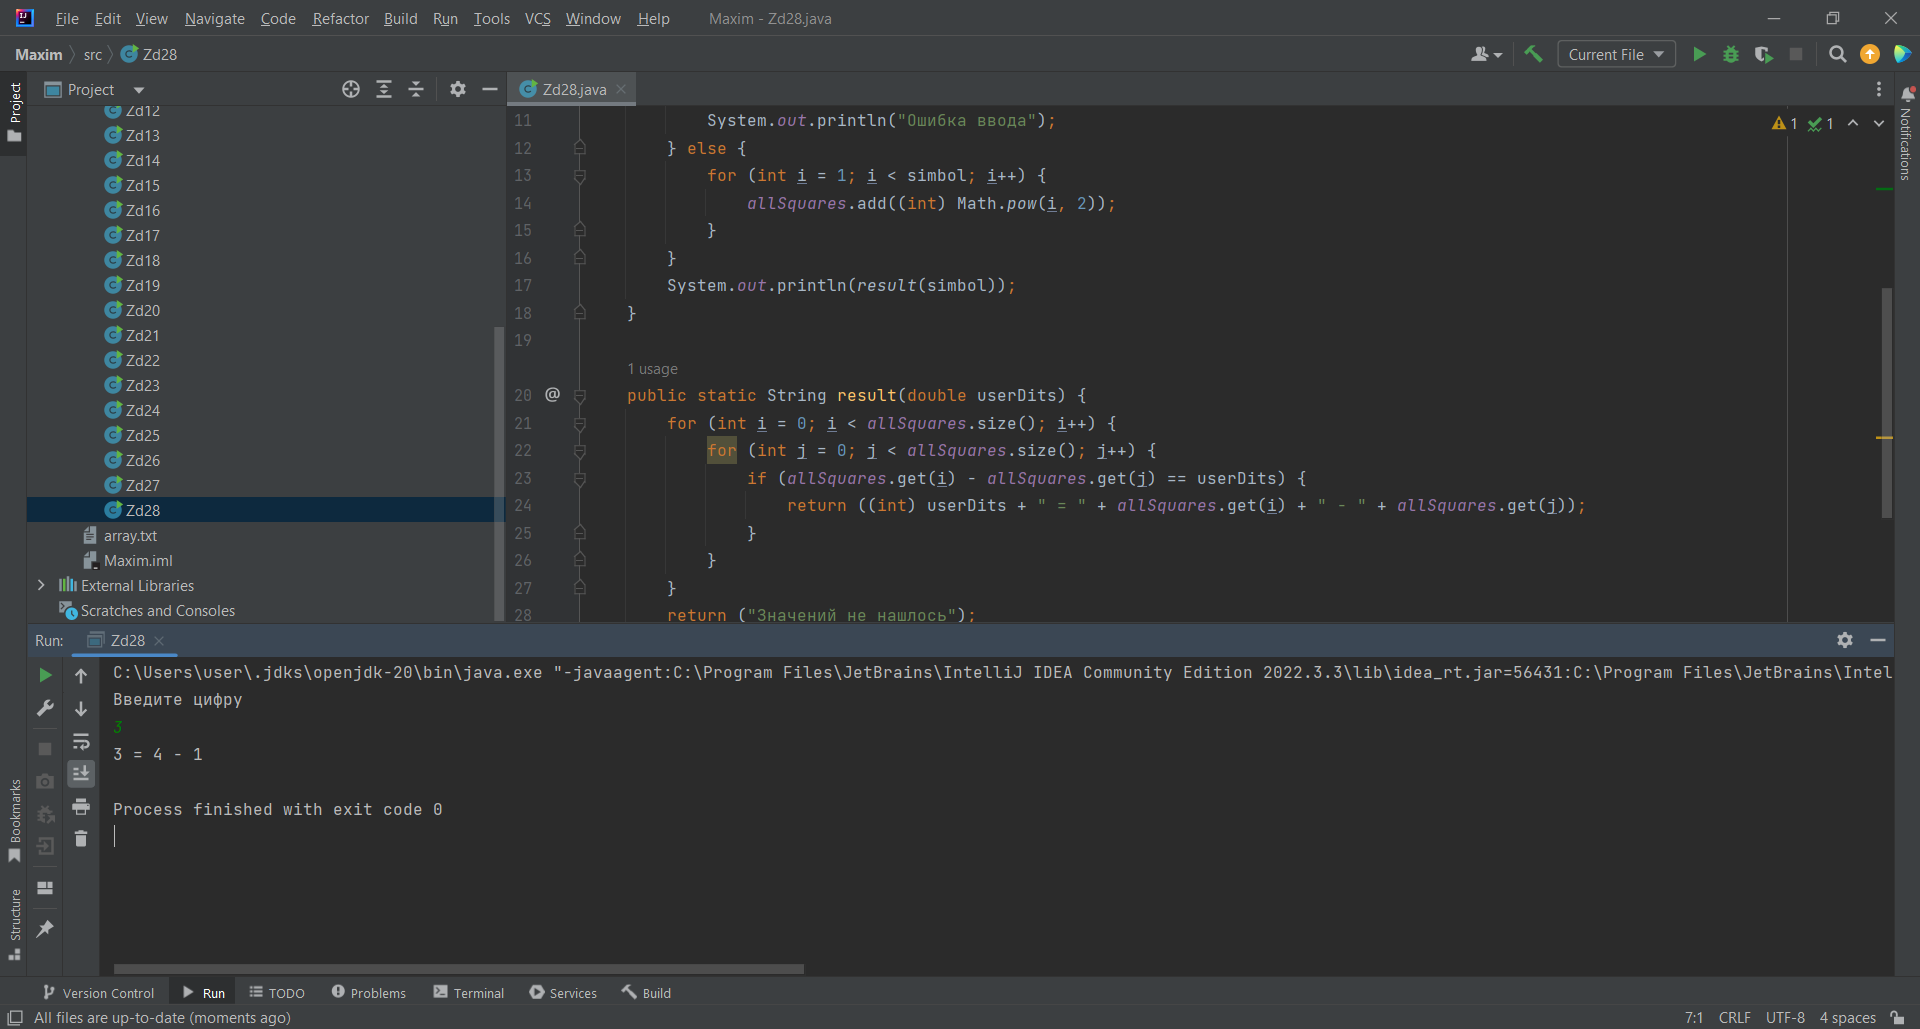 File Edit View Navigate Code Refactor Build Run Tools VCS Window Help Maxim - Zd28.java
Maxim src Zd28 Current File
Project
Project
Zd28.java
Notifications
Zd12
Zd13
Zd14
Zd15
Zd16
Zd17
Zd18
Zd19
Zd20
Zd21
Zd22
Zd23
Zd24
Zd25
Zd26
Zd27
Zd28
array.txt
Maxim.iml
External Libraries
Scratches and Consoles
1 1
11 System.out.println("Ошибка ввода");
12 } else {
13 for (int i = 1; i < simbol; i++) {
14 allSquares.add((int) Math.pow(i, 2));
15 }
16 }
17 System.out.println(result(simbol));
18 }
19
1 usage
20 @ public static String result(double userDits) {
21 for (int i = 0; i < allSquares.size(); i++) {
22 for (int j = 0; j < allSquares.size(); j++) {
23 if (allSquares.get(i) - allSquares.get(j) == userDits) {
24 return ((int) userDits + " = " + allSquares.get(i) + " - " + allSquares.get(j));
25 }
26 }
27 }
28 return ("Значений не нашлось");
Run: Zd28
C:\Users\user\.jdks\openjdk-20\bin\java.exe "-javaagent:C:\Program Files\JetBrains\IntelliJ IDEA Community Edition 2022.3.3\lib\idea_rt.jar=56431:C:\Program Files\JetBrains\Intel
Введите цифру
3
3 = 4 - 1
Process finished with exit code 0
Bookmarks
Structure
Version Control Run TODO Problems Terminal Services Build
All files are up-to-date (moments ago) 7:1 CRLF UTF-8 4 spaces